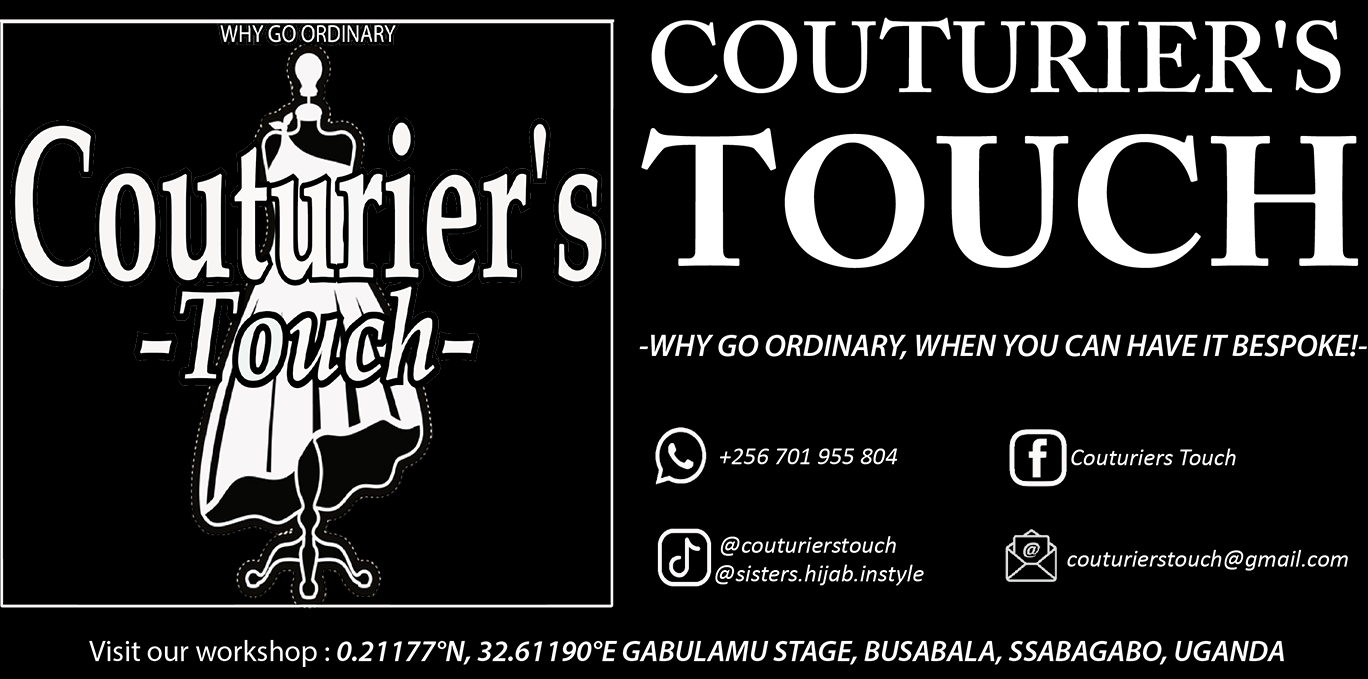 WHY GO ORDINARY
Couturier's
-Touch-
COUTURIER'S
TOUCH
-WHY GO ORDINARY, WHEN YOU CAN HAVE IT BESPOKE!-
+256 701 955 804
Couturiers Touch
@couturierstouch
@sisters.hijab.instyle
@
couturierstouch@gmail.com
Visit our workshop : 0.21177°N, 32.61190°E GABULAMU STAGE, BUSABALA, SSABAGABO, UGANDA